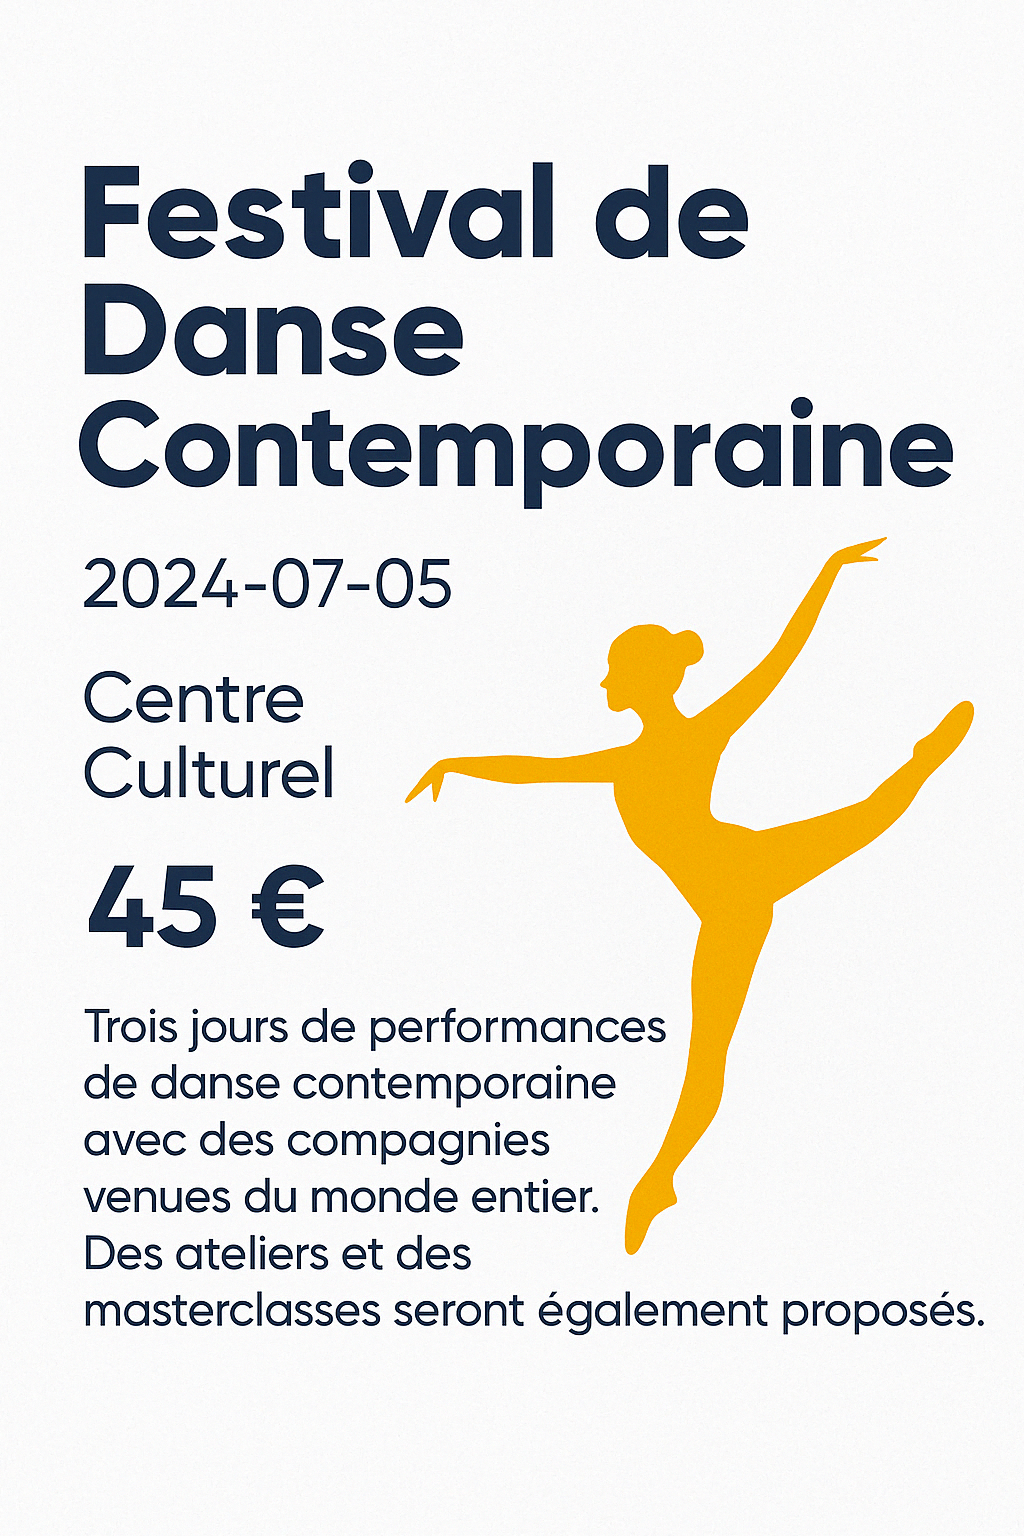 Festival de
Danse
Contemporaine
2024-07-05
Centre
Culturel
45 €
Trois jours de performances
de danse contemporaine
avec des compagnies
venues du monde entier.
Des ateliers et des
masterclasses seront également proposés.